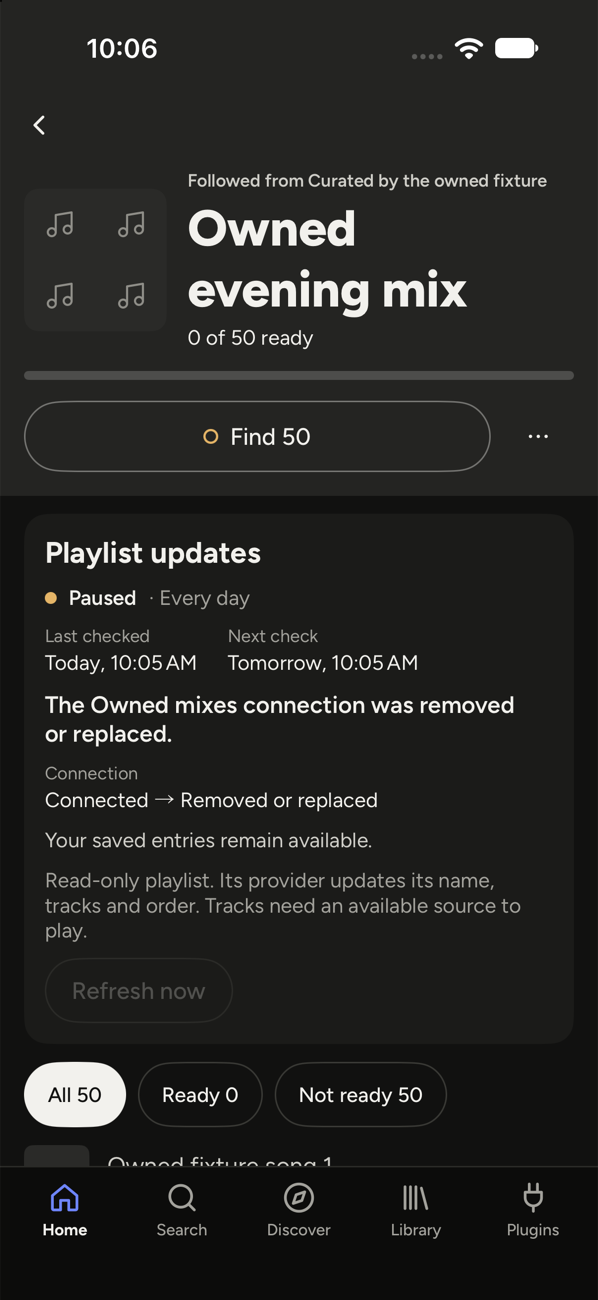 10:06
Followed from Curated by the owned fixture
Owned
evening mix
0 of 50 ready
Find 50
Playlist updates
Paused · Every day
Last checked Next check
Today, 10:05 AM Tomorrow, 10:05 AM
The Owned mixes connection was removed
or replaced.
Connection
Connected → Removed or replaced
Your saved entries remain available.
Read-only playlist. Its provider updates its name,
tracks and order. Tracks need an available source to
play.
Refresh now
All 50 Ready 0 Not ready 50
Owned fixture song 1
Home Search Discover Library Plugins